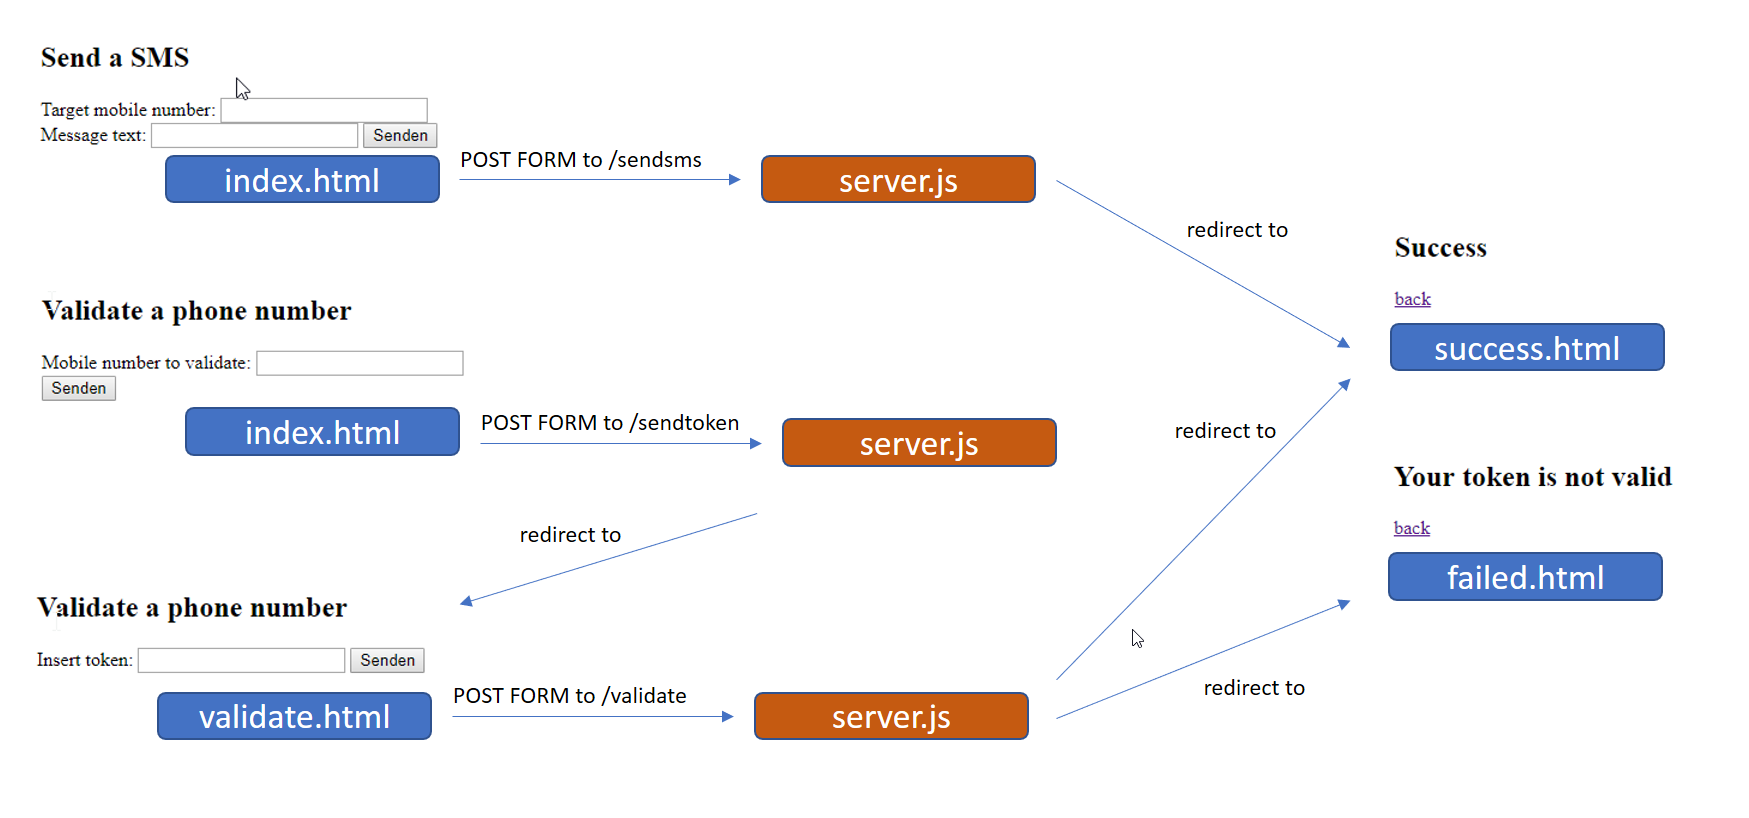 Send a SMS
Target mobile number:
Message text: Senden
index.html
POST FORM to /sendsms
server.js
redirect to
Success
back
success.html
Validate a phone number
Mobile number to validate:
Senden
index.html
POST FORM to /sendtoken
server.js
redirect to
redirect to
Your token is not valid
back
failed.html
Validate a phone number
Insert token: Senden
validate.html
POST FORM to /validate
server.js
redirect to